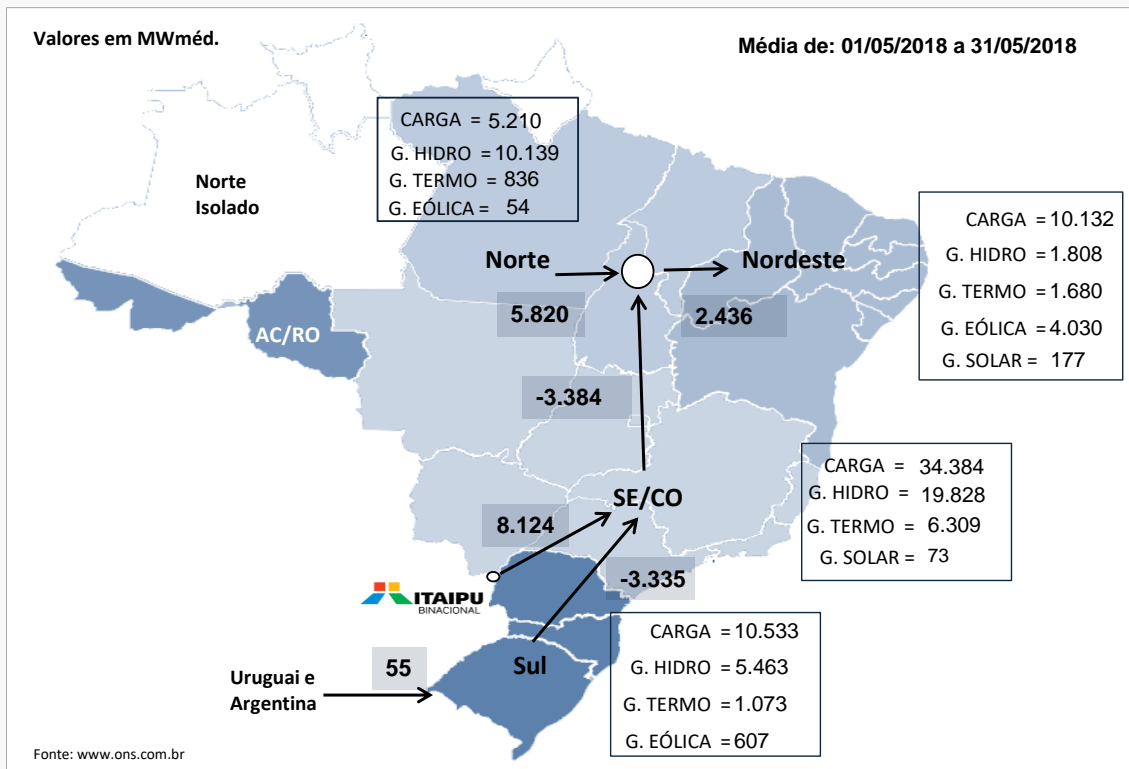 Valores em MWméd.
Média de: 01/05/2018 a 31/05/2018
CARGA = 5.210
G. HIDRO = 10.139
G. TERMO = 836
G. EÓLICA = 54
Norte
Isolado
CARGA = 10.132
G. HIDRO = 1.808
G. TERMO = 1.680
G. EÓLICA = 4.030
G. SOLAR = 177
Norte
Nordeste
5.820
2.436
AC/RO
-3.384
CARGA = 34.384
G. HIDRO = 19.828
G. TERMO = 6.309
G. SOLAR = 73
SE/CO
8.124
-3.335
ITAIPU
BINACIONAL
CARGA = 10.533
G. HIDRO = 5.463
G. TERMO = 1.073
G. EÓLICA = 607
55
Sul
Uruguai e
Argentina
Fonte: www.ons.com.br